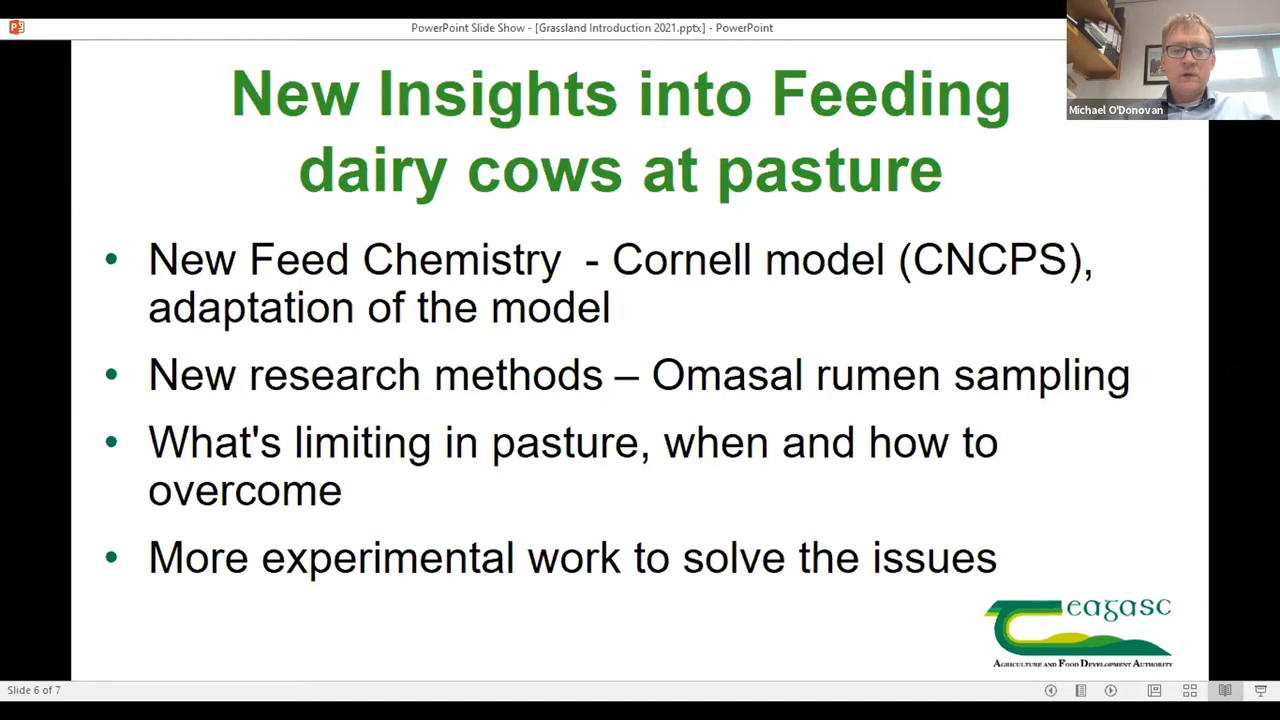 PowerPoint Slide Show - [Grassland Introduction 2021.pptx] - PowerPoint
Michael O'Donovan
New Insights into Feeding
dairy cows at pasture
• New Feed Chemistry - Cornell model (CNCPS),
adaptation of the model
• New research methods – Omasal rumen sampling
• What's limiting in pasture, when and how to
overcome
• More experimental work to solve the issues
Teagasc
AGRICULTURE AND FOOD DEVELOPMENT AUTHORITY
Slide 6 of 7